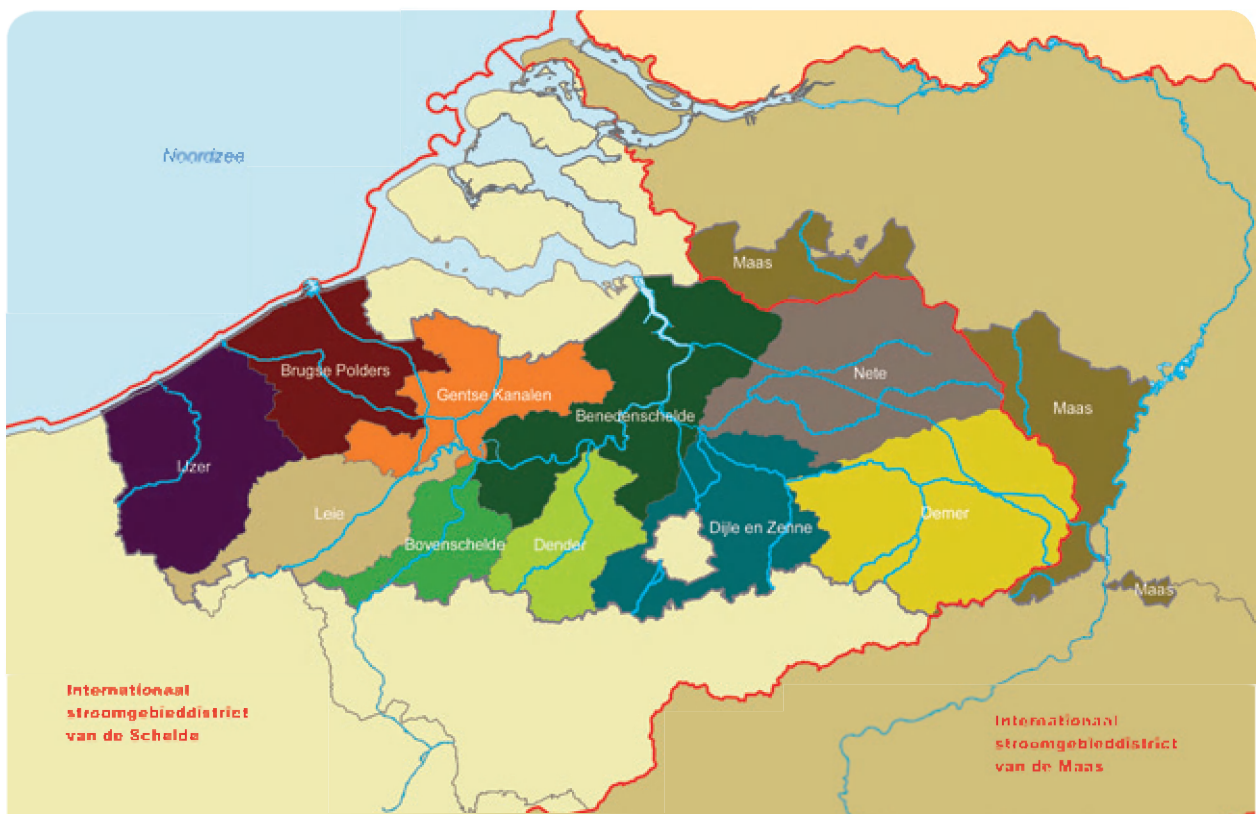 Noordzee
Maas
Brugse Polders
Gentse Kanalen
Nete
Benedenschelde
Maas
IJzer
Leie
Bovenschelde
Dender
Dijle en Zenne
Demer
Maas
Internationaal
stroomgebieddistrict
van de Schelde
Internationaal
stroomgebieddistrict
van de Maas